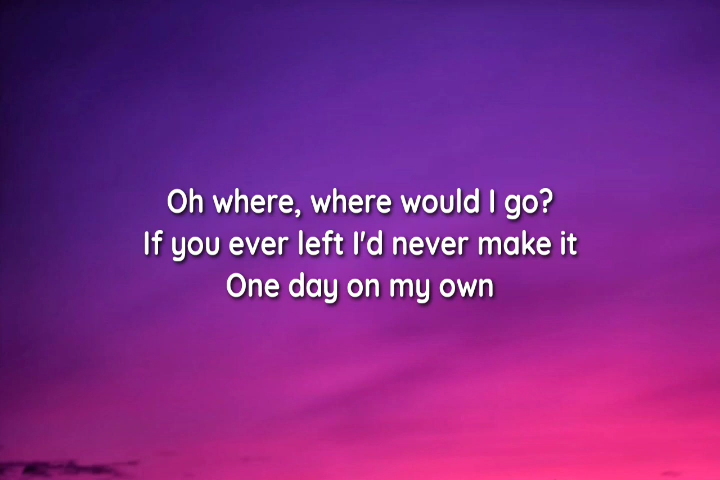 Oh where, where would I go?
If you ever left I'd never make it
One day on my own